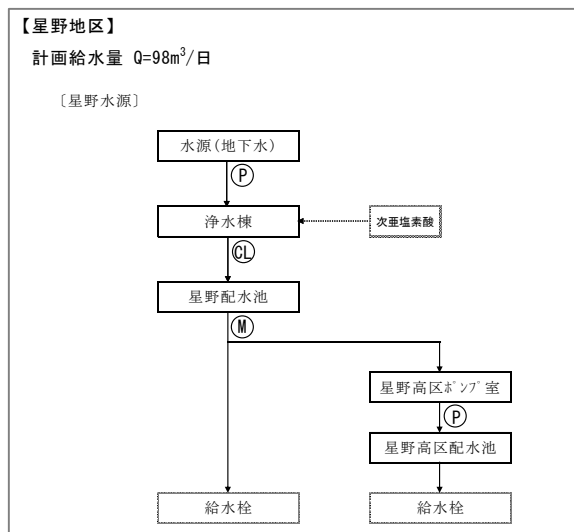 【星野地区】
計画給水量 Q=98m³/日
〔星野水源〕
水源(地下水)
P
浄水棟
次亜塩素酸
CL
星野配水池
M
星野高区ﾎﾟﾝﾌﾟ室
P
星野高区配水池
給水栓
給水栓